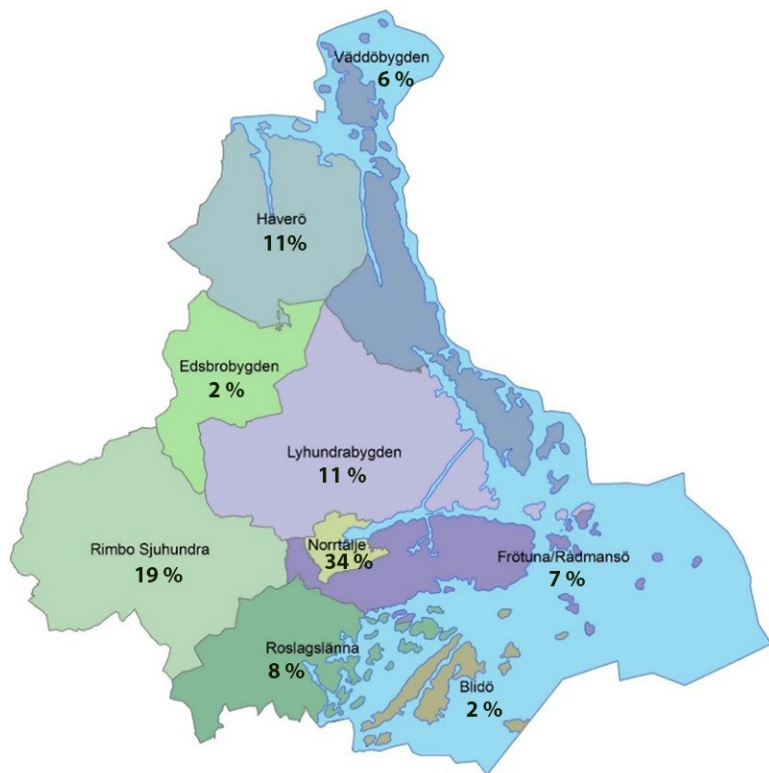 Väddöbygden
6 %
Häverö
11%
Edsbrobygden
2 %
Lyhundrabygden
11 %
Norrtälje
34 %
Rimbo Sjuhundra
19 %
Frötuna/Rådmansö
7 %
Roslagslänna
8 %
Blidö
2 %